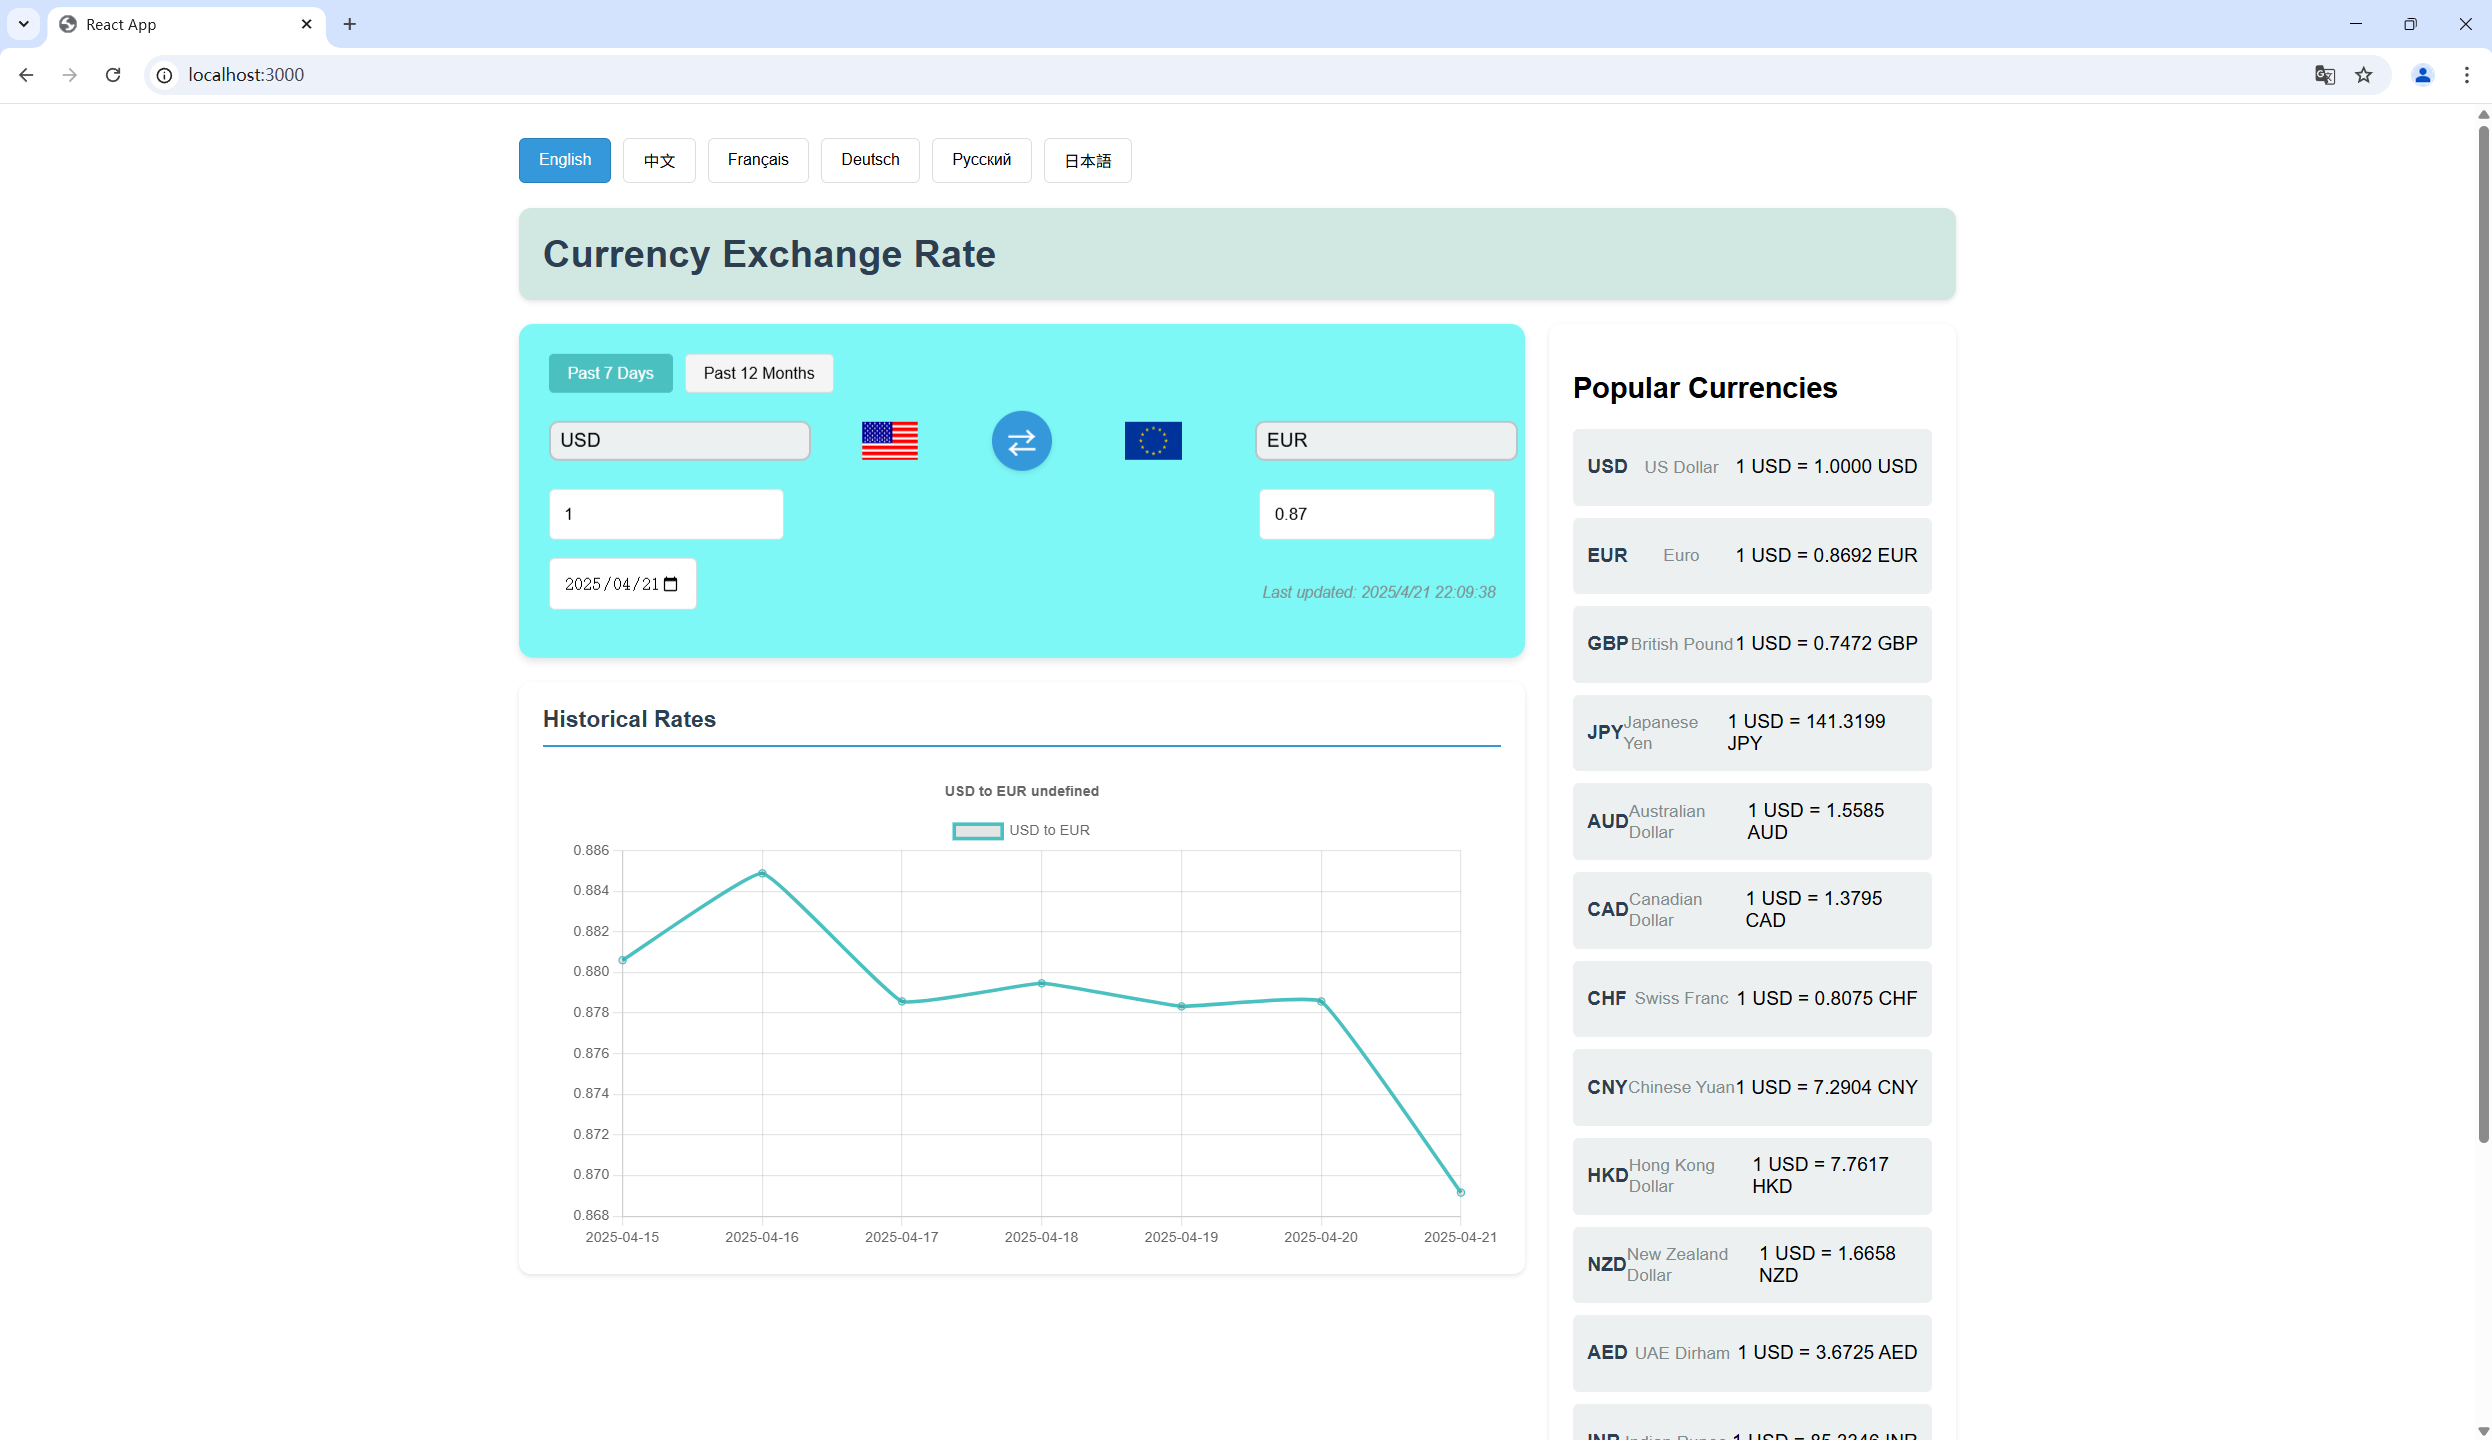 React App
localhost:3000
English
中文
Français
Deutsch
Русский
日本語
Currency Exchange Rate
Past 7 Days
Past 12 Months
USD
EUR
1
0.87
2025/04/21
Last updated: 2025/4/21 22:09:38
Historical Rates
USD to EUR undefined
USD to EUR
0.886
0.884
0.882
0.880
0.878
0.876
0.874
0.872
0.870
0.868
2025-04-15
2025-04-16
2025-04-17
2025-04-18
2025-04-19
2025-04-20
2025-04-21
Popular Currencies
USD US Dollar 1 USD = 1.0000 USD
EUR Euro 1 USD = 0.8692 EUR
GBP British Pound 1 USD = 0.7472 GBP
JPY
Japanese
Yen
1 USD = 141.3199
JPY
AUD
Australian
Dollar
1 USD = 1.5585
AUD
CAD
Canadian
Dollar
1 USD = 1.3795
CAD
CHF Swiss Franc 1 USD = 0.8075 CHF
CNY Chinese Yuan 1 USD = 7.2904 CNY
HKD
Hong Kong
Dollar
1 USD = 7.7617
HKD
NZD
New Zealand
Dollar
1 USD = 1.6658
NZD
AED UAE Dirham 1 USD = 3.6725 AED
INR Indian Rupee 1 USD = 85.2246 INR